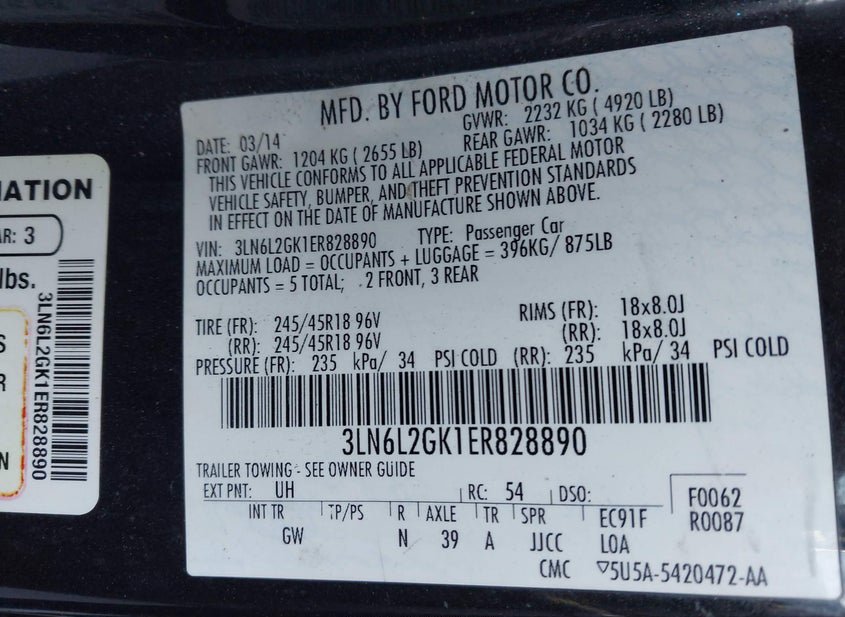 MFD. BY FORD MOTOR CO.
DATE: 03/14 GVWR: 2232 KG ( 4920 LB)
FRONT GAWR: 1204 KG ( 2655 LB) REAR GAWR: 1034 KG ( 2280 LB)
THIS VEHICLE CONFORMS TO ALL APPLICABLE FEDERAL MOTOR
VEHICLE SAFETY, BUMPER, AND THEFT PREVENTION STANDARDS
IN EFFECT ON THE DATE OF MANUFACTURE SHOWN ABOVE.
VIN: 3LN6L2GK1ER828890 TYPE: Passenger Car
MAXIMUM LOAD = OCCUPANTS + LUGGAGE = 396KG/ 875LB
OCCUPANTS = 5 TOTAL; 2 FRONT, 3 REAR
TIRE (FR): 245/45R18 96V RIMS (FR): 18x8.0J
(RR): 245/45R18 96V (RR): 18x8.0J
PRESSURE (FR): 235 kPa/ 34 PSI COLD (RR): 235 kPa/ 34 PSI COLD
3LN6L2GK1ER828890
TRAILER TOWING - SEE OWNER GUIDE
EXT PNT: UH RC: 54 DSO: F0062
INT TR TP/PS R AXLE TR SPR EC91F R0087
GW N 39 A JJCC LOA
CMC 5U5A-5420472-AA
IATION
AR: 3
lbs.
3LN6L2GK1ER828890
S
R
N